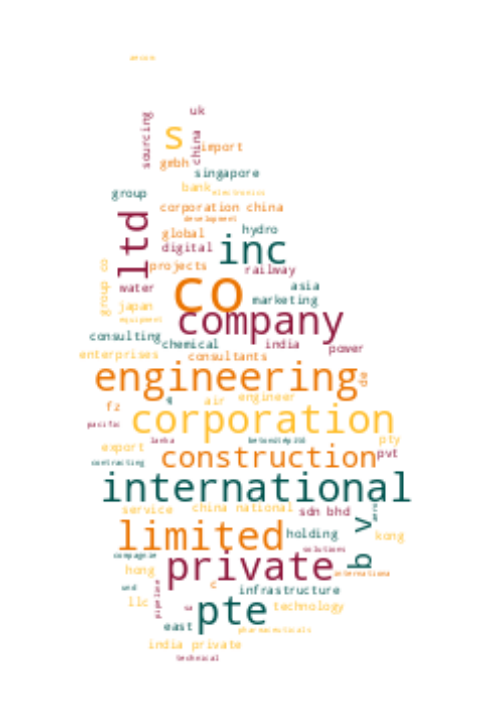 uk
sourcing
s
china
import
gmbh
singapore
bank
electronics
group
corporation china
development
ltd
global
hydro
digital
inc
projects
railway
group co
water
co
asia
marketing
japan
equipment
company
consulting
chemical
india
power
enterprises
consultants
engineering
de
air
engineer
fz
corporation
pacific
lanka
pty
export
construction
pvt
contracting
international
service
china national
sdn bhd
limited
holding
v
kong
solutions
compagnie
private
b
hong
internationa
and
pipeline
c
infrastructure
llc
sa
pte
technology
east
pharmaceuticals
india private
technical